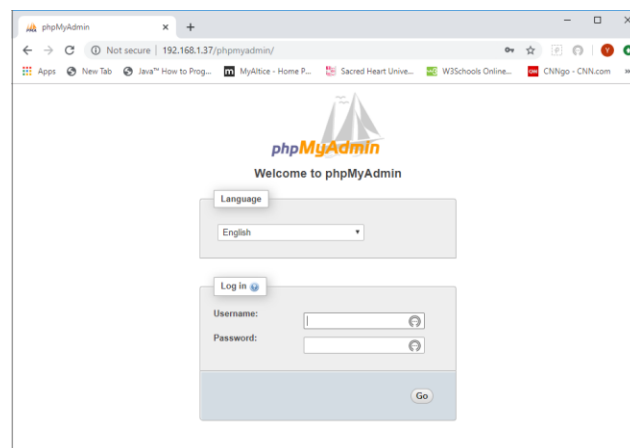 phpMyAdmin
Not secure | 192.168.1.37/phpmyadmin/
Apps New Tab Java™ How to Prog... MyAltice - Home P... Sacred Heart Unive... W3Schools Online... CNNgo - CNN.com »
phpMyAdmin
Welcome to phpMyAdmin
Language
English
Log in
Username:
Password:
Go